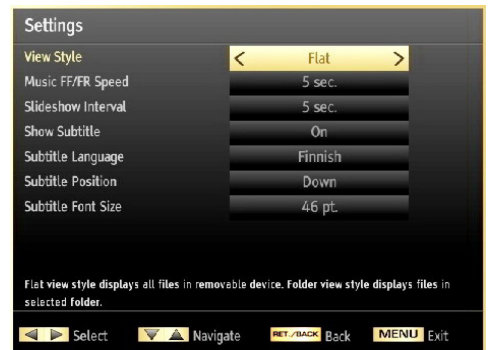 Settings
View Style < Flat >
Music FF/FR Speed 5 sec.
Slideshow Interval 5 sec.
Show Subtitle On
Subtitle Language Finnish
Subtitle Position Down
Subtitle Font Size 46 pt.
Flat view style displays all files in removable device. Folder view style displays files in
selected folder.
Select Navigate RET./BACK Back MENU Exit